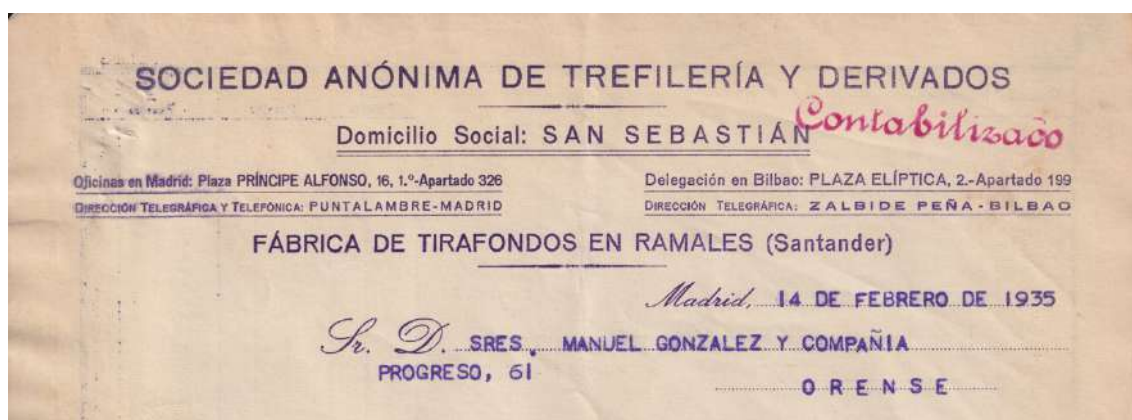 SOCIEDAD ANÓNIMA DE TREFILERÍA Y DERIVADOS
Domicilio Social: SAN SEBASTIÁN
Contabilizado
Oficinas en Madrid: Plaza PRÍNCIPE ALFONSO, 16, 1.º-Apartado 326
DIRECCIÓN TELEGRÁFICA Y TELEFÓNICA: PUNTALAMBRE-MADRID
Delegación en Bilbao: PLAZA ELÍPTICA, 2.-Apartado 199
DIRECCIÓN TELEGRÁFICA: ZALBIDE PEÑA-BILBAO
FÁBRICA DE TIRAFONDOS EN RAMALES (Santander)
Madrid, 14 DE FEBRERO DE 1935
Sr. D. SRES. MANUEL GONZALEZ Y COMPAÑIA
PROGRESO, 61
ORENSE